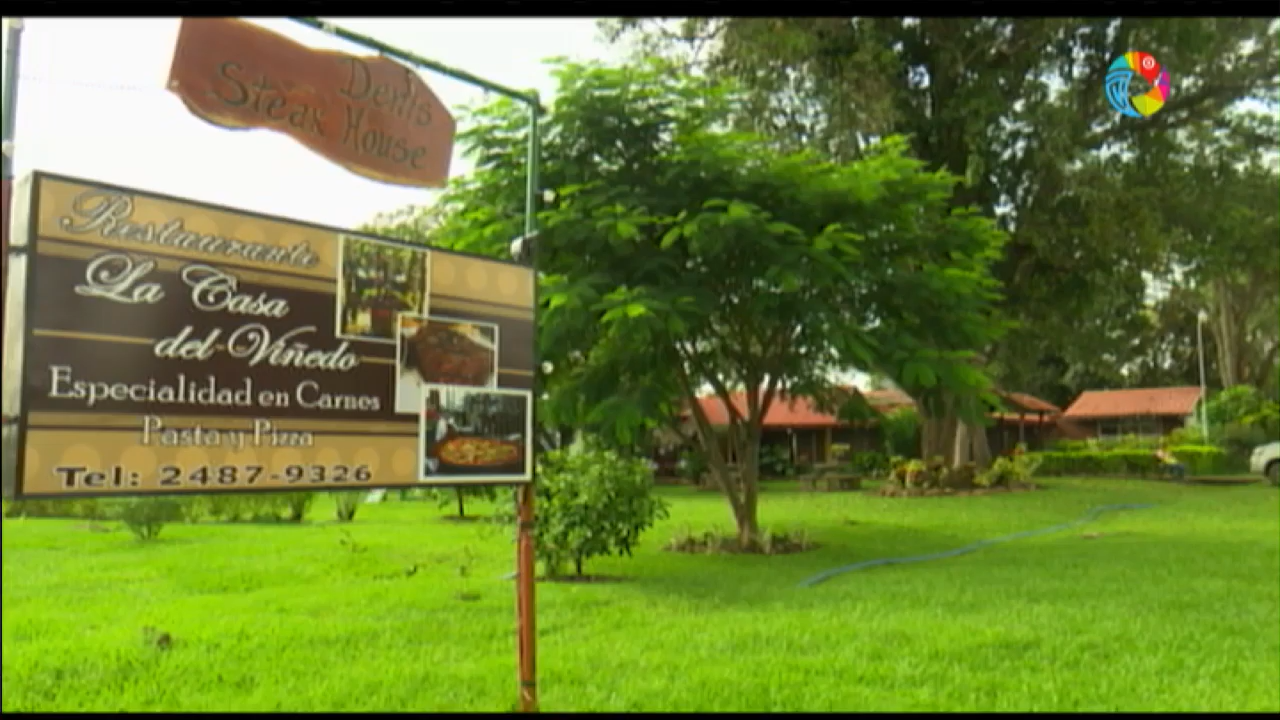 Denis
Steak House
Restaurante
La Casa
del Viñedo
Especialidad en Carnes
Pasta y Pizza
Tel: 2487-9326